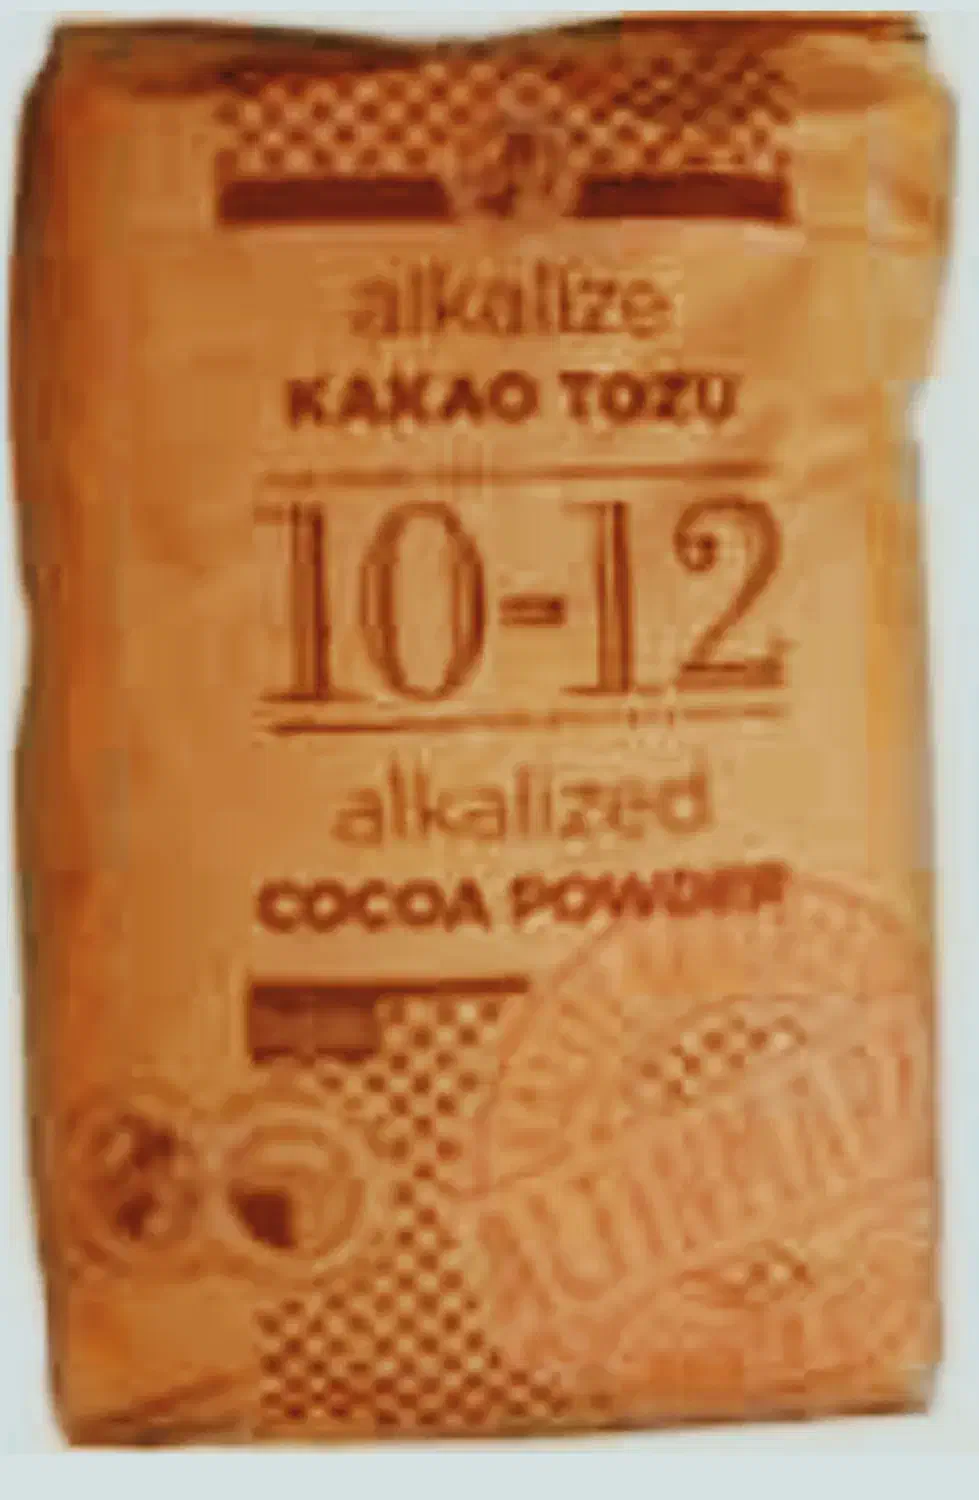 alkalize
KAKAO TOZU
10-12
alkalized
COCOA POWDER